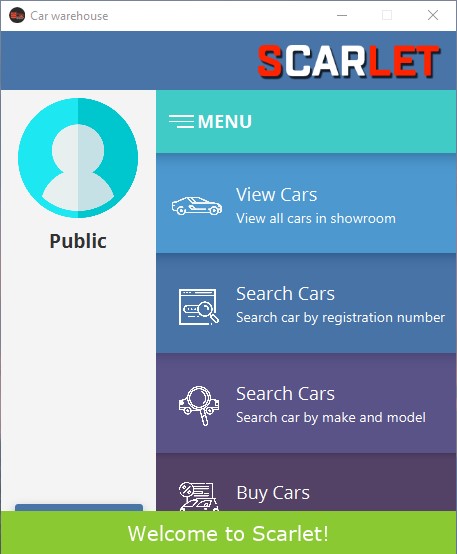 Car warehouse
SCARLET
MENU
Public
View Cars
View all cars in showroom
Search Cars
Search car by registration number
Search Cars
Search car by make and model
Buy Cars
Welcome to Scarlet!